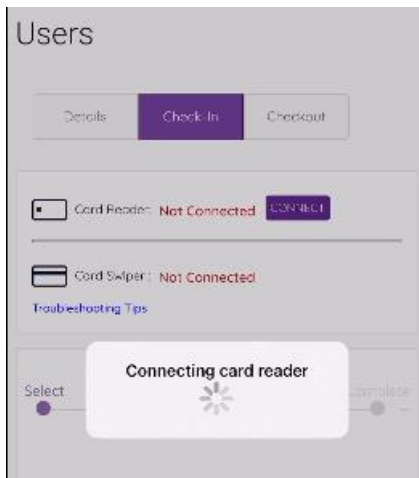 Users
Details Check-In Checkout
Card Reader: Not Connected CONNECT
Card Swiper: Not Connected
Troubleshooting Tips
Connecting card reader
Select Complete